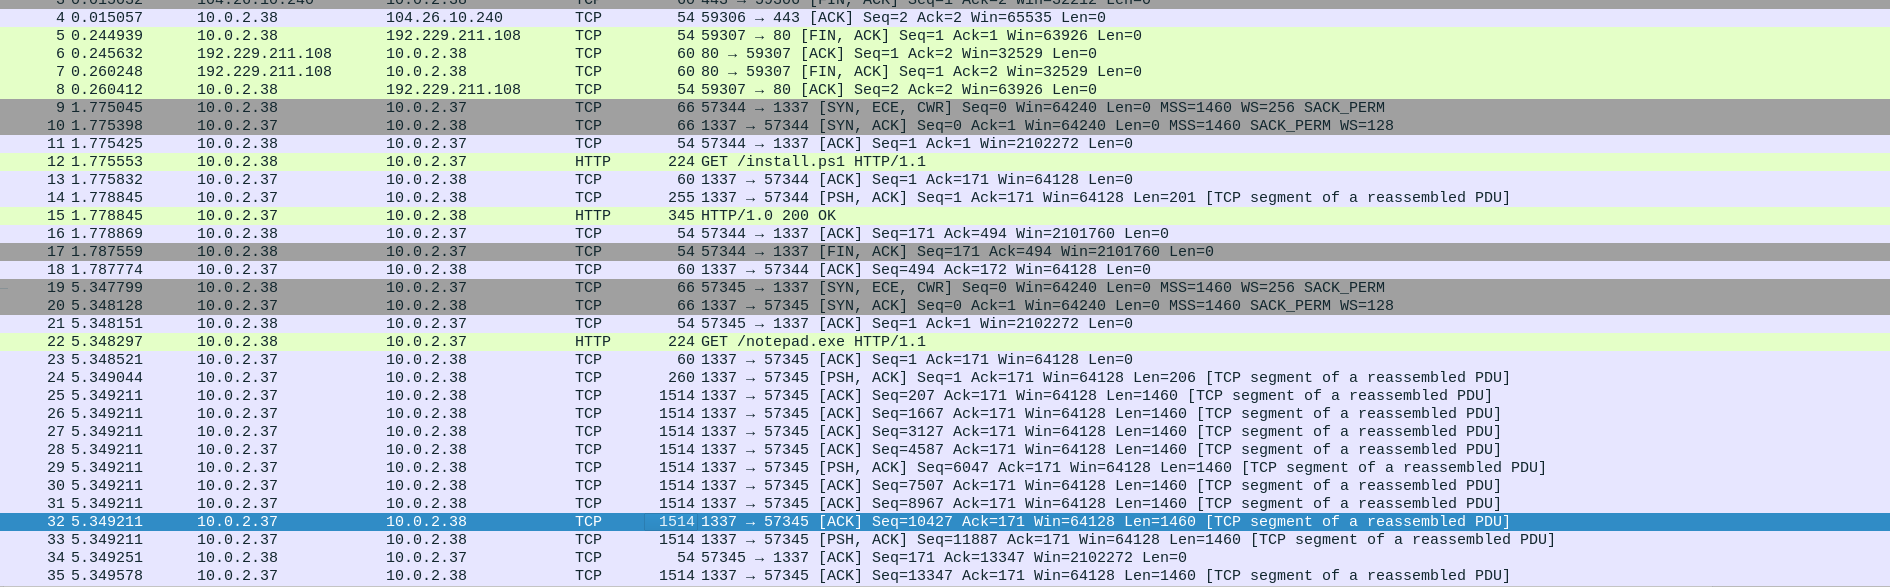 3 0.015032 104.26.10.240 10.0.2.38 TCP 60 443 → 59306 [FIN, ACK] Seq=1 Ack=2 Win=32212 Len=0
4 0.015057 10.0.2.38 104.26.10.240 TCP 54 59306 → 443 [ACK] Seq=2 Ack=2 Win=65535 Len=0
5 0.244939 10.0.2.38 192.229.211.108 TCP 54 59307 → 80 [FIN, ACK] Seq=1 Ack=1 Win=63926 Len=0
6 0.245632 192.229.211.108 10.0.2.38 TCP 60 80 → 59307 [ACK] Seq=1 Ack=2 Win=32529 Len=0
7 0.260248 192.229.211.108 10.0.2.38 TCP 60 80 → 59307 [FIN, ACK] Seq=1 Ack=2 Win=32529 Len=0
8 0.260412 10.0.2.38 192.229.211.108 TCP 54 59307 → 80 [ACK] Seq=2 Ack=2 Win=63926 Len=0
9 1.775045 10.0.2.38 10.0.2.37 TCP 66 57344 → 1337 [SYN, ECE, CWR] Seq=0 Win=64240 Len=0 MSS=1460 WS=256 SACK_PERM
10 1.775398 10.0.2.37 10.0.2.38 TCP 66 1337 → 57344 [SYN, ACK] Seq=0 Ack=1 Win=64240 Len=0 MSS=1460 SACK_PERM WS=128
11 1.775425 10.0.2.38 10.0.2.37 TCP 54 57344 → 1337 [ACK] Seq=1 Ack=1 Win=2102272 Len=0
12 1.775553 10.0.2.38 10.0.2.37 HTTP 224 GET /install.ps1 HTTP/1.1
13 1.775832 10.0.2.37 10.0.2.38 TCP 60 1337 → 57344 [ACK] Seq=1 Ack=171 Win=64128 Len=0
14 1.778845 10.0.2.37 10.0.2.38 TCP 255 1337 → 57344 [PSH, ACK] Seq=1 Ack=171 Win=64128 Len=201 [TCP segment of a reassembled PDU]
15 1.778845 10.0.2.37 10.0.2.38 HTTP 345 HTTP/1.0 200 OK
16 1.778869 10.0.2.38 10.0.2.37 TCP 54 57344 → 1337 [ACK] Seq=171 Ack=494 Win=2101760 Len=0
17 1.787559 10.0.2.38 10.0.2.37 TCP 54 57344 → 1337 [FIN, ACK] Seq=171 Ack=494 Win=2101760 Len=0
18 1.787774 10.0.2.37 10.0.2.38 TCP 60 1337 → 57344 [ACK] Seq=494 Ack=172 Win=64128 Len=0
19 5.347799 10.0.2.38 10.0.2.37 TCP 66 57345 → 1337 [SYN, ECE, CWR] Seq=0 Win=64240 Len=0 MSS=1460 WS=256 SACK_PERM
20 5.348128 10.0.2.37 10.0.2.38 TCP 66 1337 → 57345 [SYN, ACK] Seq=0 Ack=1 Win=64240 Len=0 MSS=1460 SACK_PERM WS=128
21 5.348151 10.0.2.38 10.0.2.37 TCP 54 57345 → 1337 [ACK] Seq=1 Ack=1 Win=2102272 Len=0
22 5.348297 10.0.2.38 10.0.2.37 HTTP 224 GET /notepad.exe HTTP/1.1
23 5.348521 10.0.2.37 10.0.2.38 TCP 60 1337 → 57345 [ACK] Seq=1 Ack=171 Win=64128 Len=0
24 5.349044 10.0.2.37 10.0.2.38 TCP 260 1337 → 57345 [PSH, ACK] Seq=1 Ack=171 Win=64128 Len=206 [TCP segment of a reassembled PDU]
25 5.349211 10.0.2.37 10.0.2.38 TCP 1514 1337 → 57345 [ACK] Seq=207 Ack=171 Win=64128 Len=1460 [TCP segment of a reassembled PDU]
26 5.349211 10.0.2.37 10.0.2.38 TCP 1514 1337 → 57345 [ACK] Seq=1667 Ack=171 Win=64128 Len=1460 [TCP segment of a reassembled PDU]
27 5.349211 10.0.2.37 10.0.2.38 TCP 1514 1337 → 57345 [ACK] Seq=3127 Ack=171 Win=64128 Len=1460 [TCP segment of a reassembled PDU]
28 5.349211 10.0.2.37 10.0.2.38 TCP 1514 1337 → 57345 [ACK] Seq=4587 Ack=171 Win=64128 Len=1460 [TCP segment of a reassembled PDU]
29 5.349211 10.0.2.37 10.0.2.38 TCP 1514 1337 → 57345 [PSH, ACK] Seq=6047 Ack=171 Win=64128 Len=1460 [TCP segment of a reassembled PDU]
30 5.349211 10.0.2.37 10.0.2.38 TCP 1514 1337 → 57345 [ACK] Seq=7507 Ack=171 Win=64128 Len=1460 [TCP segment of a reassembled PDU]
31 5.349211 10.0.2.37 10.0.2.38 TCP 1514 1337 → 57345 [ACK] Seq=8967 Ack=171 Win=64128 Len=1460 [TCP segment of a reassembled PDU]
32 5.349211 10.0.2.37 10.0.2.38 TCP 1514 1337 → 57345 [ACK] Seq=10427 Ack=171 Win=64128 Len=1460 [TCP segment of a reassembled PDU]
33 5.349211 10.0.2.37 10.0.2.38 TCP 1514 1337 → 57345 [PSH, ACK] Seq=11887 Ack=171 Win=64128 Len=1460 [TCP segment of a reassembled PDU]
34 5.349251 10.0.2.38 10.0.2.37 TCP 54 57345 → 1337 [ACK] Seq=171 Ack=13347 Win=2102272 Len=0
35 5.349578 10.0.2.37 10.0.2.38 TCP 1514 1337 → 57345 [ACK] Seq=13347 Ack=171 Win=64128 Len=1460 [TCP segment of a reassembled PDU]